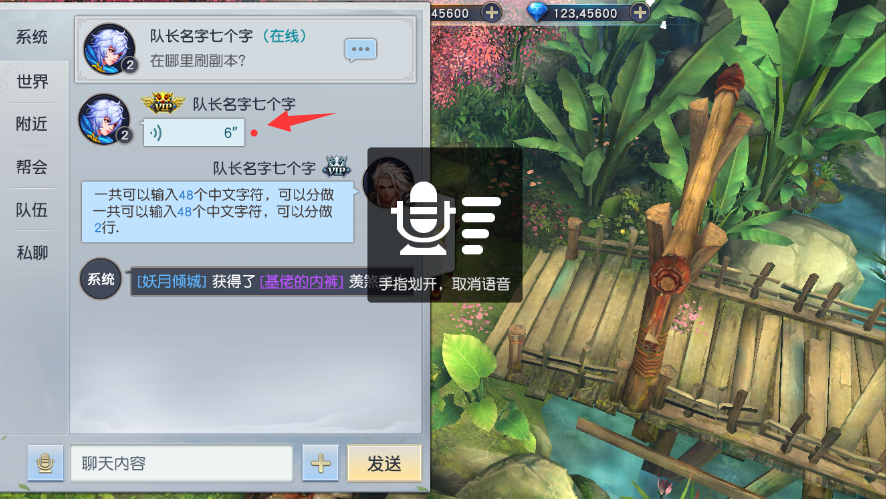 系统
世界
附近
帮会
队伍
私聊
队长名字七个字（在线）
在哪里刷副本?
2
VIP 队长名字七个字
2
6″
队长名字七个字 VIP
一共可以输入48个中文字符，可以分做
一共可以输入48个中文字符，可以分做
2行.
系统 [妖月倾城] 获得了 [基佬的内裤] 羡煞
聊天内容
发送
45600
123,45600
手指划开，取消语音